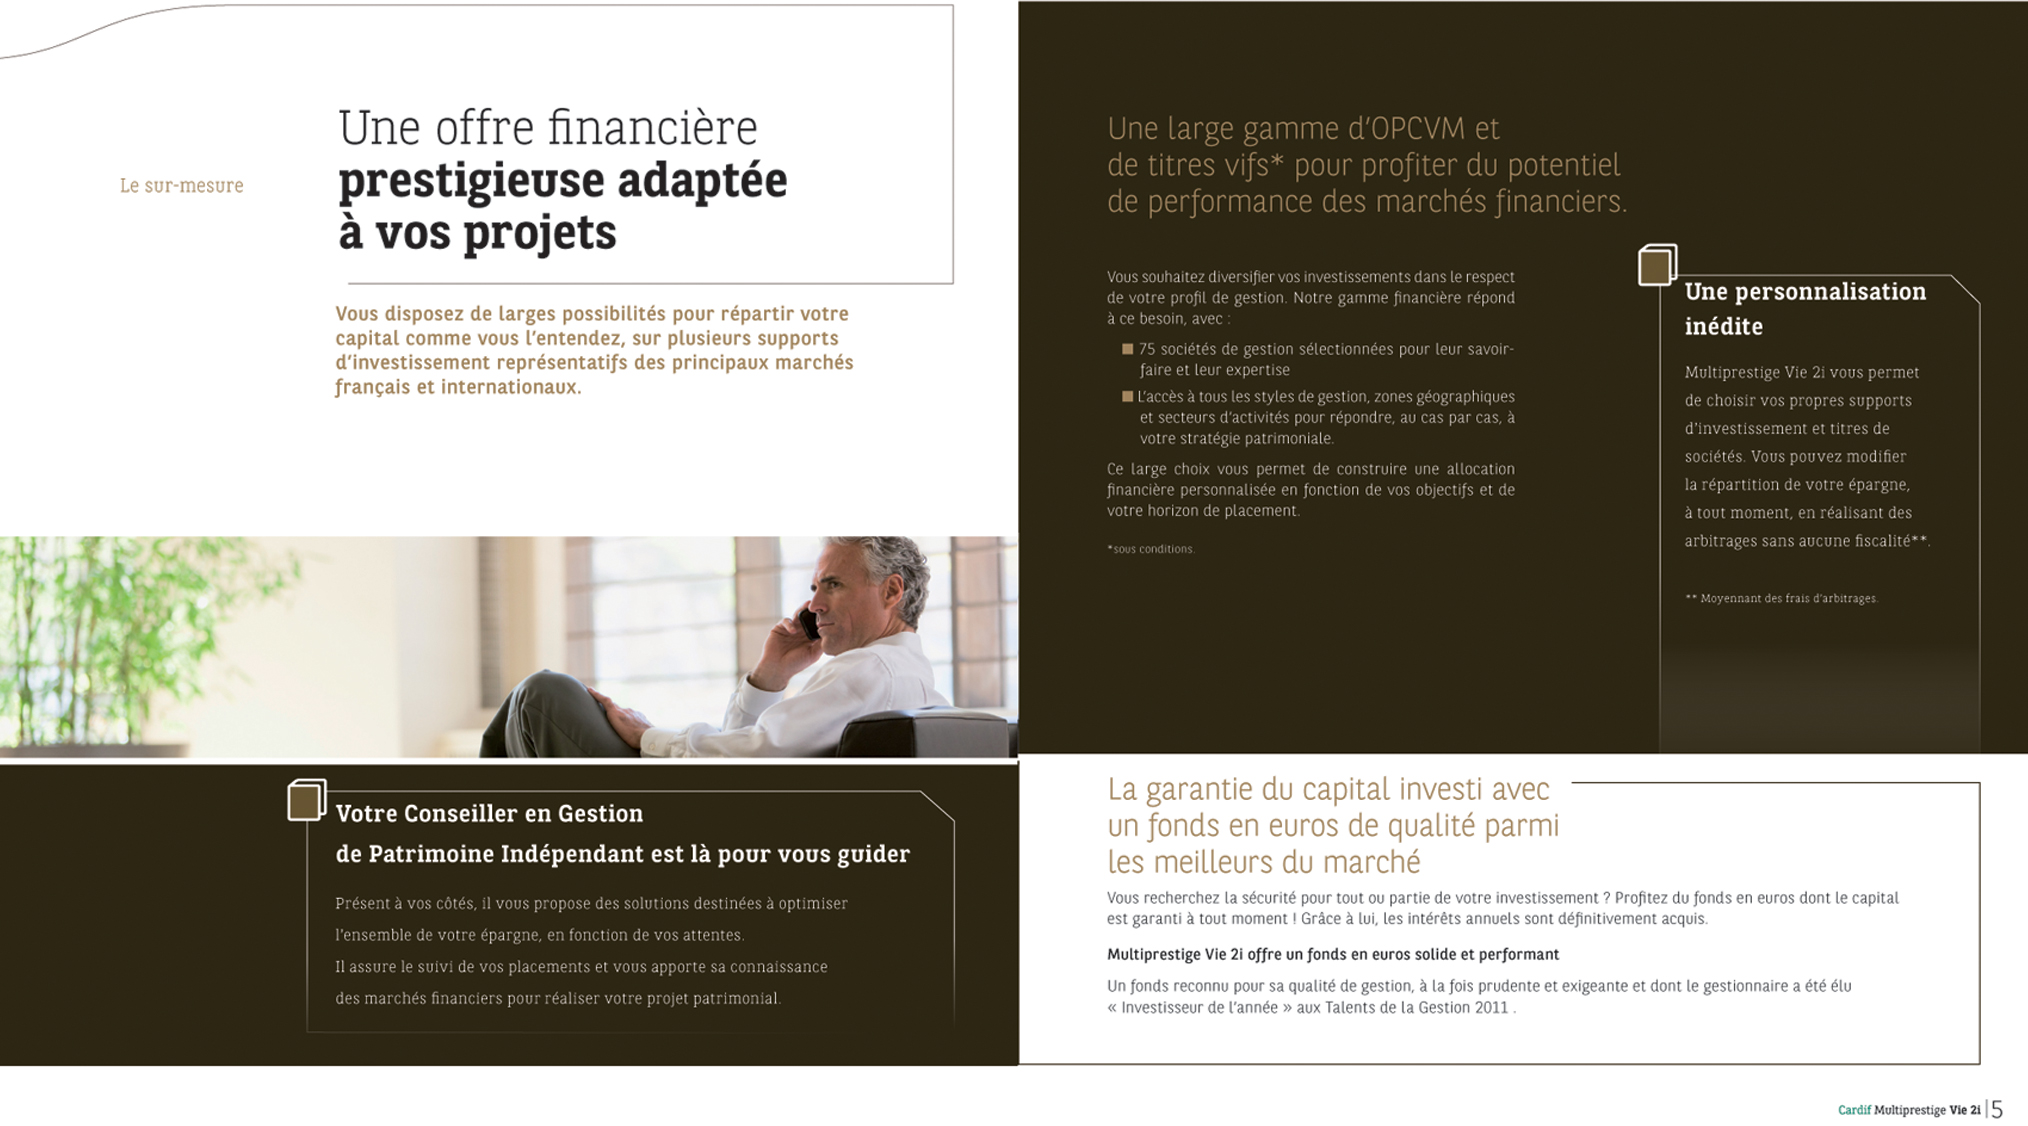 Le sur-mesure
Une offre financière
prestigieuse adaptée
à vos projets
Vous disposez de larges possibilités pour répartir votre
capital comme vous l'entendez, sur plusieurs supports
d'investissement représentatifs des principaux marchés
français et internationaux.
Votre Conseiller en Gestion
de Patrimoine Indépendant est là pour vous guider
Présent à vos côtés, il vous propose des solutions destinées à optimiser
l'ensemble de votre épargne, en fonction de vos attentes.
Il assure le suivi de vos placements et vous apporte sa connaissance
des marchés financiers pour réaliser votre projet patrimonial.
Une large gamme d'OPCVM et
de titres vifs* pour profiter du potentiel
de performance des marchés financiers.
Vous souhaitez diversifier vos investissements dans le respect
de votre profil de gestion. Notre gamme financière répond
à ce besoin, avec :
■ 75 sociétés de gestion sélectionnées pour leur savoir-
faire et leur expertise
■ L'accès à tous les styles de gestion, zones géographiques
et secteurs d'activités pour répondre, au cas par cas, à
votre stratégie patrimoniale.
Ce large choix vous permet de construire une allocation
financière personnalisée en fonction de vos objectifs et de
votre horizon de placement.
*sous conditions.
Une personnalisation
inédite
Multiprestige Vie 2i vous permet
de choisir vos propres supports
d'investissement et titres de
sociétés. Vous pouvez modifier
la répartition de votre épargne,
à tout moment, en réalisant des
arbitrages sans aucune fiscalité**.
** Moyennant des frais d'arbitrages.
La garantie du capital investi avec
un fonds en euros de qualité parmi
les meilleurs du marché
Vous recherchez la sécurité pour tout ou partie de votre investissement ? Profitez du fonds en euros dont le capital
est garanti à tout moment ! Grâce à lui, les intérêts annuels sont définitivement acquis.
Multiprestige Vie 2i offre un fonds en euros solide et performant
Un fonds reconnu pour sa qualité de gestion, à la fois prudente et exigeante et dont le gestionnaire a été élu
« Investisseur de l'année » aux Talents de la Gestion 2011 .
Cardif Multiprestige Vie 2i | 5